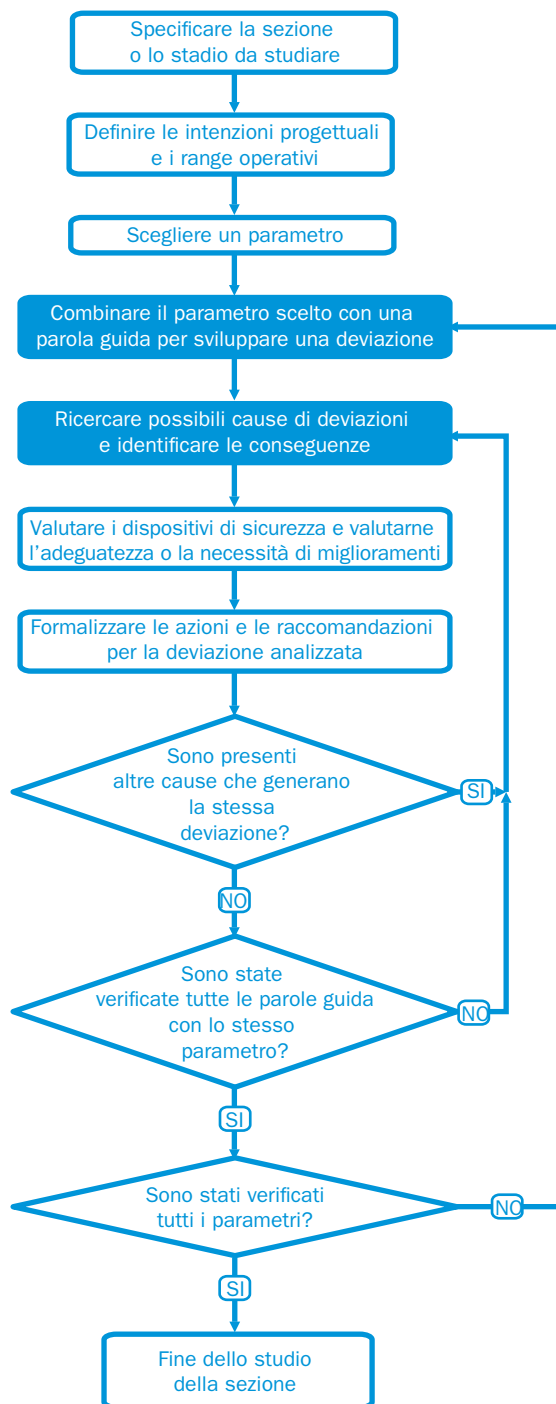 Specificare la sezione
o lo stadio da studiare
Definire le intenzioni progettuali
e i range operativi
Scegliere un parametro
Combinare il parametro scelto con una
parola guida per sviluppare una deviazione
Ricercare possibili cause di deviazioni
e identificare le conseguenze
Valutare i dispositivi di sicurezza e valutarne
l’adeguatezza o la necessità di miglioramenti
Formalizzare le azioni e le raccomandazioni
per la deviazione analizzata
Sono presenti
altre cause che generano
la stessa
deviazione?
SI
NO
Sono state
verificate tutte le parole guida
con lo stesso
parametro?
NO
SI
Sono stati verificati
tutti i parametri?
NO
SI
Fine dello studio
della sezione